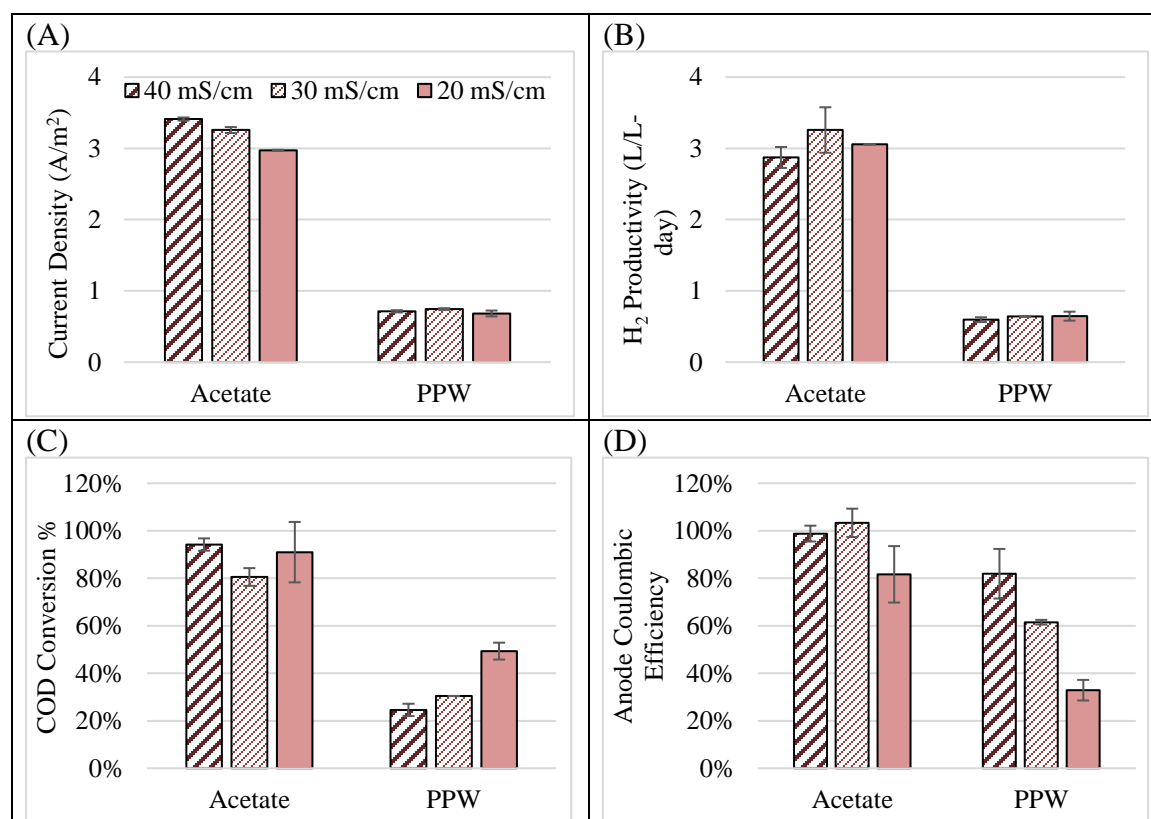 (A)
Current Density (A/m²)
4
3
2
1
0
40 mS/cm 30 mS/cm 20 mS/cm
Acetate PPW
(B)
H₂ Productivity (L/L-
day)
4
3
2
1
0
Acetate PPW
(C)
COD Conversion %
120%
100%
80%
60%
40%
20%
0%
Acetate PPW
(D)
Anode Coulombic
Efficiency
120%
100%
80%
60%
40%
20%
0%
Acetate PPW